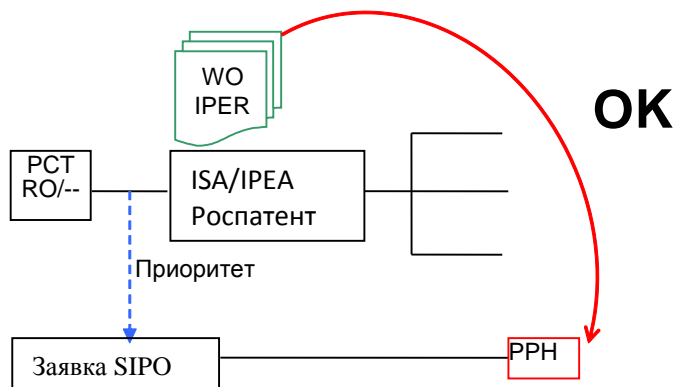 WO
IPER
OK
PCT
RO/--
ISA/IPEA
Роспатент
Приоритет
Заявка SIPO
PPH